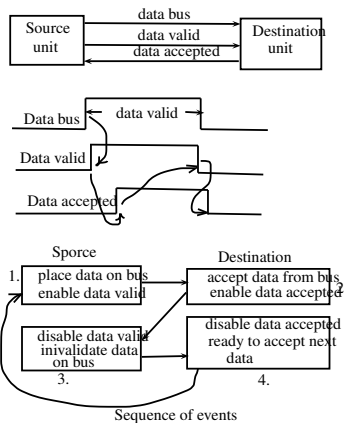 data bus
Source
unit
data valid
data accepted
Destination
unit
Data bus
data valid
Data valid
Data accepted
Sporce
Destination
1.
place data on bus
enable data valid
accept data from bus
enable data accepted
2
disable data valid
inivalidate data
on bus
3.
disable data accepted
ready to accept next
data
4.
Sequence of events